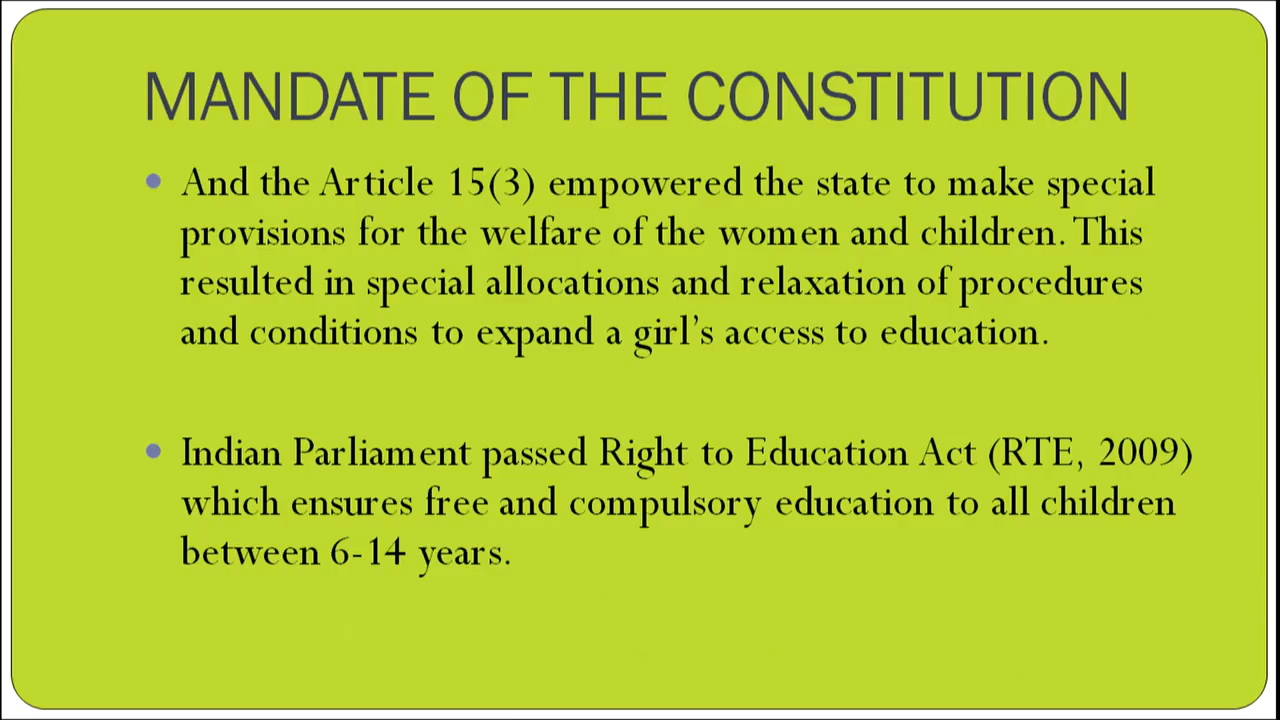 MANDATE OF THE CONSTITUTION
• And the Article 15(3) empowered the state to make special
provisions for the welfare of the women and children. This
resulted in special allocations and relaxation of procedures
and conditions to expand a girl’s access to education.
• Indian Parliament passed Right to Education Act (RTE, 2009)
which ensures free and compulsory education to all children
between 6-14 years.